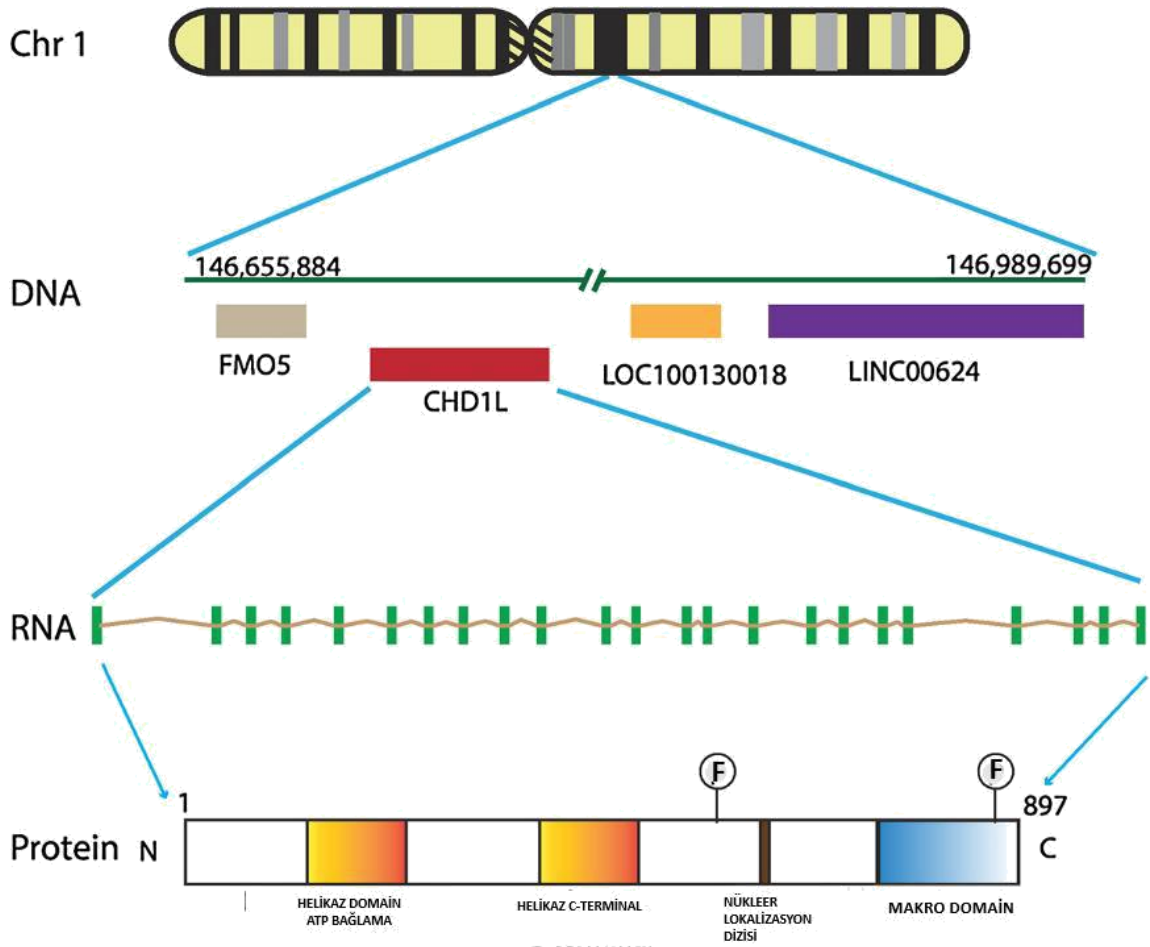 Chr 1
146,655,884
146,989,699
DNA
FMO5
CHD1L
LOC100130018
LINC00624
RNA
F
F
1
897
Protein
N
C
HELİKAZ DOMAİN
ATP BAĞLAMA
HELİKAZ C-TERMİNAL
NÜKLEER
LOKALİZASYON
DİZİSİ
MAKRO DOMAİN